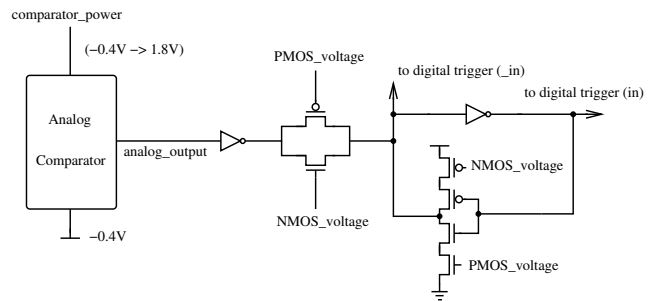 comparator_power
(−0.4V −> 1.8V)
PMOS_voltage
to digital trigger (_in)
to digital trigger (in)
Analog
Comparator
analog_output
NMOS_voltage
NMOS_voltage
−0.4V
PMOS_voltage